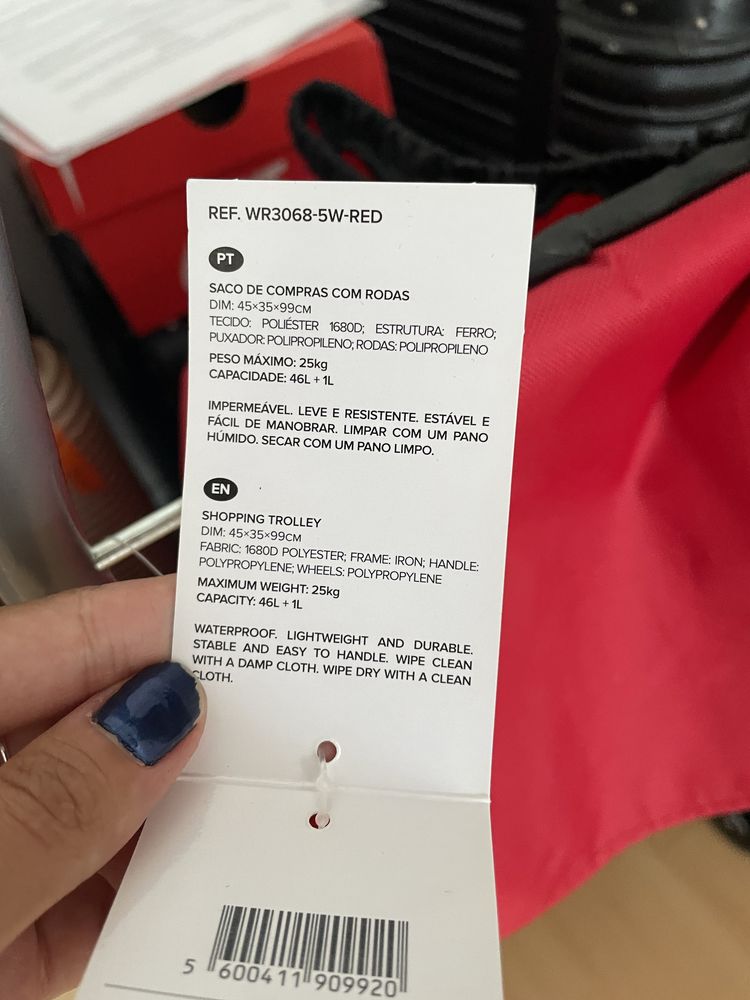 REF. WR3068-5W-RED
PT
SACO DE COMPRAS COM RODAS
DIM: 45×35×99CM
TECIDO: POLIÉSTER 1680D; ESTRUTURA: FERRO;
PUXADOR: POLIPROPILENO; RODAS: POLIPROPILENO
PESO MÁXIMO: 25kg
CAPACIDADE: 46L + 1L
IMPERMEÁVEL. LEVE E RESISTENTE. ESTÁVEL E
FÁCIL DE MANOBRAR. LIMPAR COM UM PANO
HÚMIDO. SECAR COM UM PANO LIMPO.
EN
SHOPPING TROLLEY
DIM: 45×35×99CM
FABRIC: 1680D POLYESTER; FRAME: IRON; HANDLE:
POLYPROPYLENE; WHEELS: POLYPROPYLENE
MAXIMUM WEIGHT: 25kg
CAPACITY: 46L + 1L
WATERPROOF. LIGHTWEIGHT AND DURABLE.
STABLE AND EASY TO HANDLE. WIPE CLEAN
WITH A DAMP CLOTH. WIPE DRY WITH A CLEAN
CLOTH.
5 600411 909920